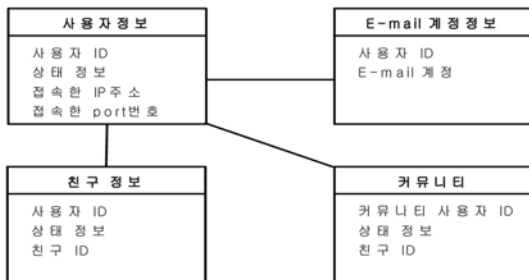 사용자정보
사용자 ID
상태 정보
접속한 IP주소
접속한 port번호
E-mail 계정정보
사용자 ID
E-mail 계정
친구 정보
사용자 ID
상태 정보
친구 ID
커뮤니티
커뮤니티 사용자 ID
상태 정보
친구 ID